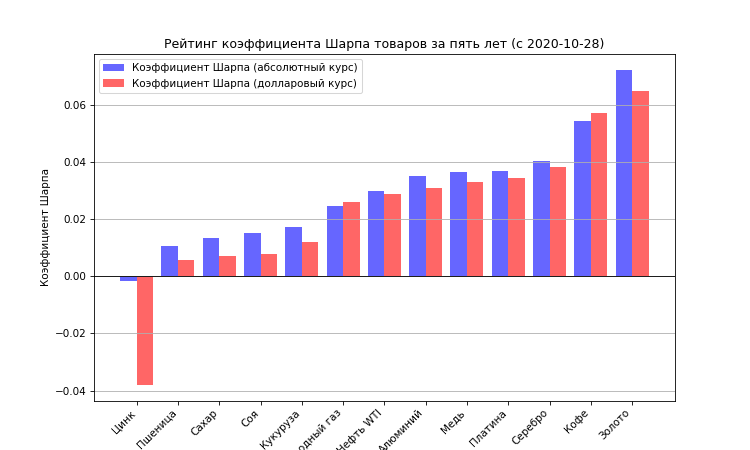 Рейтинг коэффициента Шарпа товаров за пять лет (с 2020-10-28)
Коэффициент Шарпа (абсолютный курс)
Коэффициент Шарпа (долларовый курс)
Коэффициент Шарпа
0.06
0.04
0.02
0.00
−0.02
−0.04
Цинк
Пшеница
Сахар
Соя
Кукуруза
газ
Нефть WTI
Алюминий
Медь
Платина
Серебро
Кофе
Золото